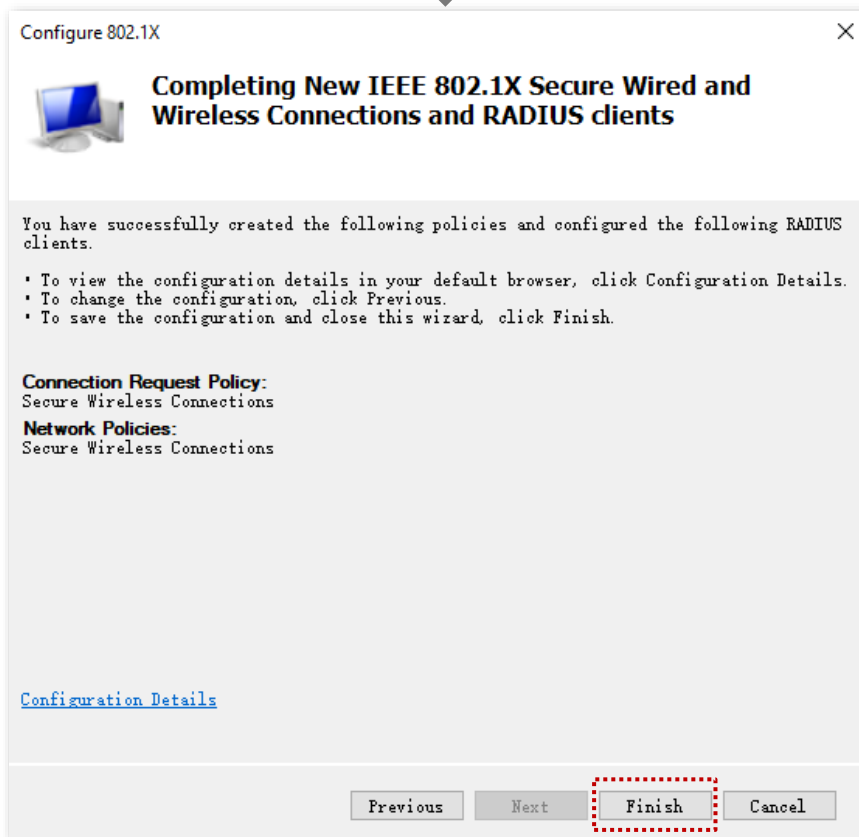 Configure 802.1X
Completing New IEEE 802.1X Secure Wired and
Wireless Connections and RADIUS clients
You have successfully created the following policies and configured the following RADIUS
clients.
• To view the configuration details in your default browser, click Configuration Details.
• To change the configuration, click Previous.
• To save the configuration and close this wizard, click Finish.
Connection Request Policy:
Secure Wireless Connections
Network Policies:
Secure Wireless Connections
Configuration Details
Previous Next Finish Cancel